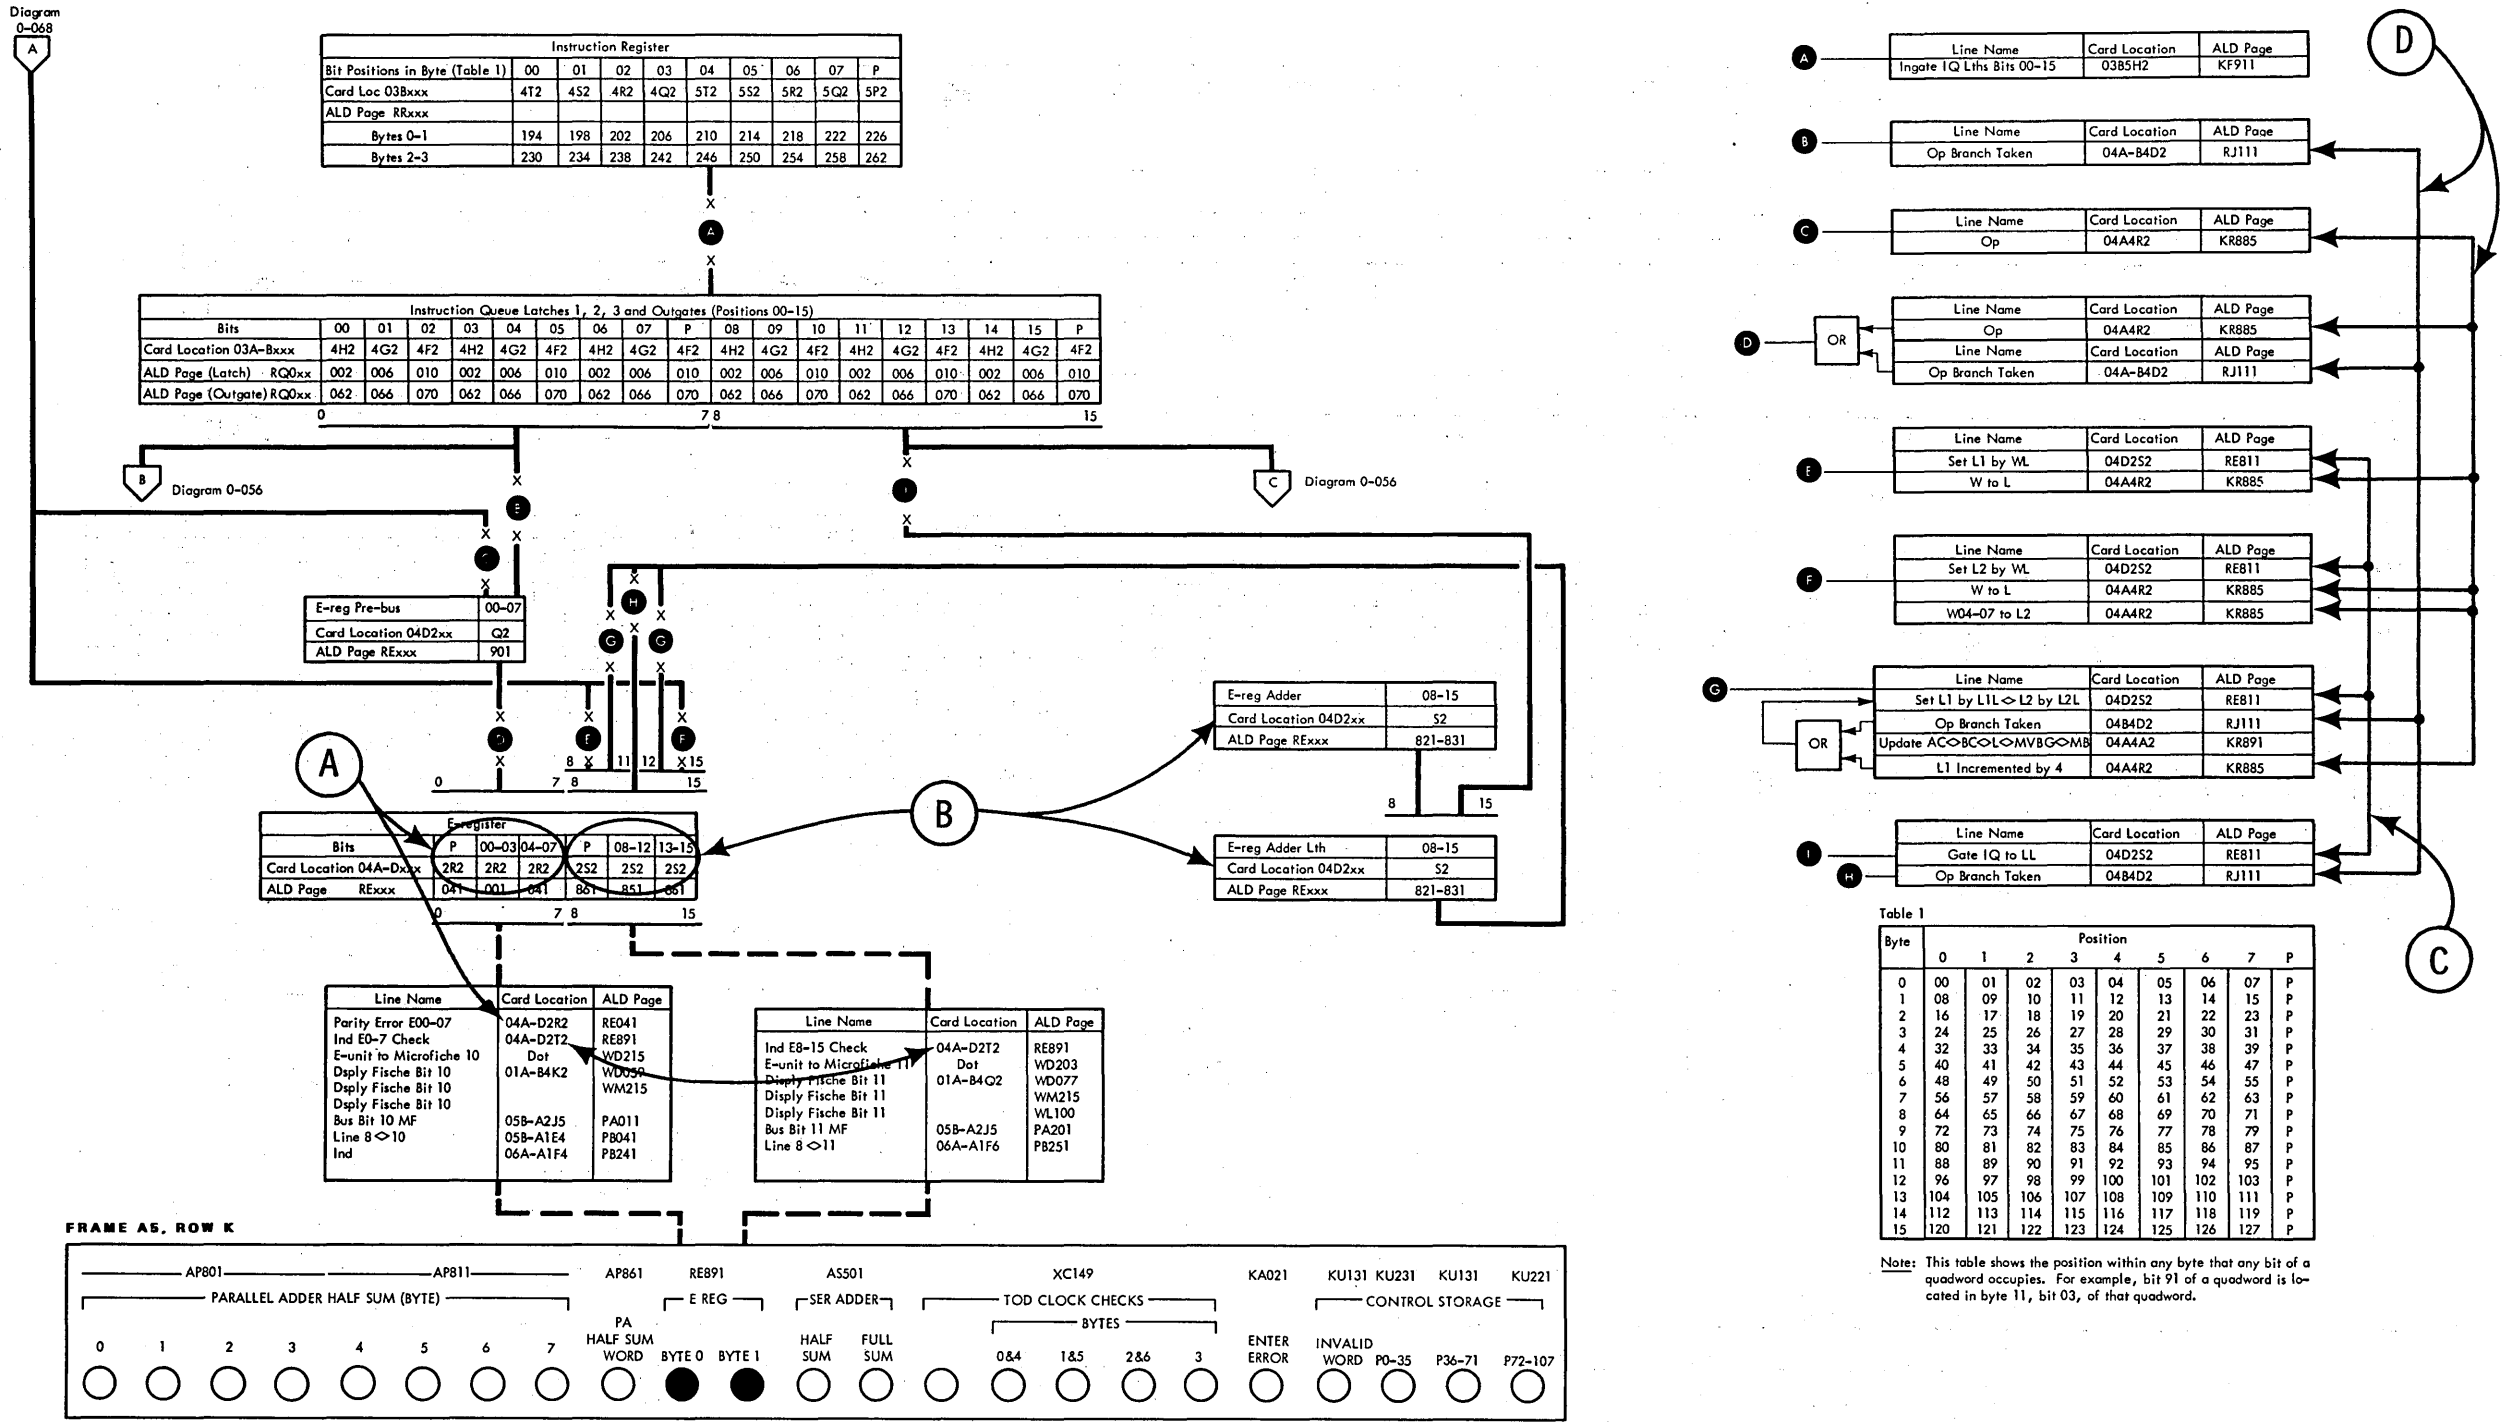 Diagram
0-068
A
Instruction Register
Bit Positions in Byte (Table 1) 00 01 02 03 04 05 06 07 P
Card Loc 03Bxxx 4T2 4S2 4R2 4Q2 5T2 5S2 5R2 5Q2 5P2
ALD Page RRxxx
Bytes 0-1 194 198 202 206 210 214 218 222 226
Bytes 2-3 230 234 238 242 246 250 254 258 262
X
A
X
Instruction Queue Latches 1, 2, 3 and Outgates (Positions 00-15)
Bits 00 01 02 03 04 05 06 07 P 08 09 10 11 12 13 14 15 P
Card Location 03A-Bxxx 4H2 4G2 4F2 4H2 4G2 4F2 4H2 4G2 4F2 4H2 4G2 4F2 4H2 4G2 4F2 4H2 4G2 4F2
ALD Page (Latch) RQ0xx 002 006 010 002 006 010 002 006 010 002 006 010 002 006 010 002 006 010
ALD Page (Outgate) RQ0xx 062 066 070 062 066 070 062 066 070 062 066 070 062 066 070 062 066 070
0 7 8 15
B Diagram 0-056
X
B
X
X
I
X
C Diagram 0-056
X
C
X
E-reg Pre-bus 00-07
Card Location 04D2xx Q2
ALD Page RExxx 901
X
H
X
X
G
X
X
G
X
X
D
X
X
E
X
X
F
X
8 11 12 15
0 7 8 15
A
B
E-register
Bits P 00-03 04-07 P 08-12 13-15
Card Location 04A-Dxxx 2R2 2R2 2R2 2S2 2S2 2S2
ALD Page RExxx 041 001 041 861 851 861
0 7 8 15
E-reg Adder 08-15
Card Location 04D2xx S2
ALD Page RExxx 821-831
8 15
E-reg Adder Lth 08-15
Card Location 04D2xx S2
ALD Page RExxx 821-831
Line Name Card Location ALD Page
Parity Error E00-07 04A-D2R2 RE041
Ind E0-7 Check 04A-D2T2 RE891
E-unit to Microfiche 10 Dot WD215
Dsply Fische Bit 10 01A-B4K2 WD059
Dsply Fische Bit 10 WM215
Dsply Fische Bit 10
Bus Bit 10 MF 05B-A2J5 PA011
Line 8<>10 05B-A1E4 PB041
Ind 06A-A1F4 PB241
Line Name Card Location ALD Page
Ind E8-15 Check 04A-D2T2 RE891
E-unit to Microfiche 11 Dot WD203
Disply Fische Bit 11 01A-B4Q2 WD077
Disply Fische Bit 11 WM215
Disply Fische Bit 11 WL100
Bus Bit 11 MF 05B-A2J5 PA201
Line 8<>11 06A-A1F6 PB251
FRAME A5, ROW K
AP801 AP811 AP861 RE891 AS501 XC149 KA021 KU131 KU231 KU131 KU221
PARALLEL ADDER HALF SUM (BYTE) E REG SER ADDER TOD CLOCK CHECKS CONTROL STORAGE
BYTES
0 1 2 3 4 5 6 7
PA
HALF SUM
WORD
BYTE 0 BYTE 1
HALF
SUM
FULL
SUM
0&4 1&5 2&6 3
ENTER
ERROR
INVALID
WORD
P0-35 P36-71 P72-107
D
A
Line Name Card Location ALD Page
Ingate IQ Lths Bits 00-15 03B5H2 KF911
B
Line Name Card Location ALD Page
Op Branch Taken 04A-B4D2 RJ111
C
Line Name Card Location ALD Page
Op 04A4R2 KR885
D
OR
Line Name Card Location ALD Page
Op 04A4R2 KR885
Line Name Card Location ALD Page
Op Branch Taken 04A-B4D2 RJ111
E
Line Name Card Location ALD Page
Set L1 by WL 04D2S2 RE811
W to L 04A4R2 KR885
F
Line Name Card Location ALD Page
Set L2 by WL 04D2S2 RE811
W to L 04A4R2 KR885
W04-07 to L2 04A4R2 KR885
G
OR
Line Name Card Location ALD Page
Set L1 by L1L<>L2 by L2L 04D2S2 RE811
Op Branch Taken 04B4D2 RJ111
Update AC<>BC<>L<>MVBG<>MB 04A4A2 KR891
L1 Incremented by 4 04A4R2 KR885
I
H
Line Name Card Location ALD Page
Gate IQ to LL 04D2S2 RE811
Op Branch Taken 04B4D2 RJ111
C
Table 1
Byte Position
0 1 2 3 4 5 6 7 P
0 00 01 02 03 04 05 06 07 P
1 08 09 10 11 12 13 14 15 P
2 16 17 18 19 20 21 22 23 P
3 24 25 26 27 28 29 30 31 P
4 32 33 34 35 36 37 38 39 P
5 40 41 42 43 44 45 46 47 P
6 48 49 50 51 52 53 54 55 P
7 56 57 58 59 60 61 62 63 P
8 64 65 66 67 68 69 70 71 P
9 72 73 74 75 76 77 78 79 P
10 80 81 82 83 84 85 86 87 P
11 88 89 90 91 92 93 94 95 P
12 96 97 98 99 100 101 102 103 P
13 104 105 106 107 108 109 110 111 P
14 112 113 114 115 116 117 118 119 P
15 120 121 122 123 124 125 126 127 P
Note: This table shows the position within any byte that any bit of a
quadword occupies. For example, bit 91 of a quadword is lo-
cated in byte 11, bit 03, of that quadword.